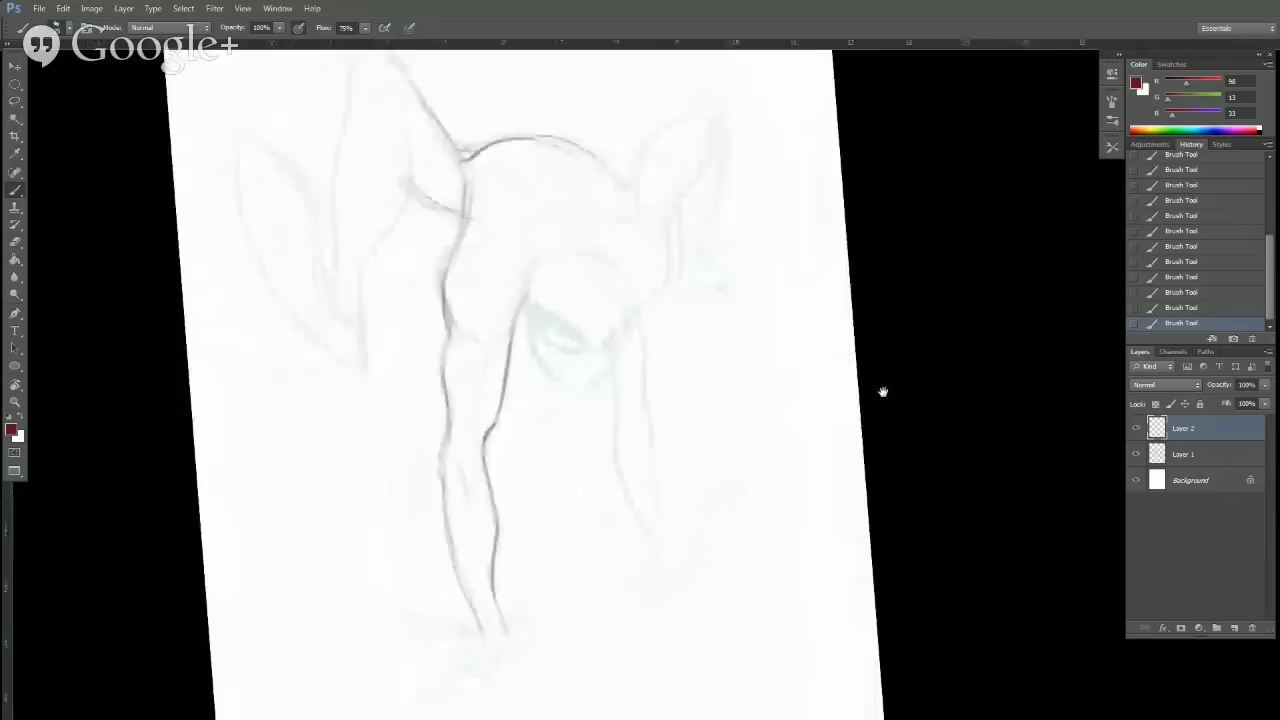 Ps File Edit Image Layer Type Select Filter View Window Help
Mode: Normal Opacity: 100% Flow: 75% Essentials
Google+
Color Swatches
R 98
G 13
B 33
Adjustments History Styles
Brush Tool
Brush Tool
Brush Tool
Brush Tool
Brush Tool
Brush Tool
Brush Tool
Brush Tool
Brush Tool
Brush Tool
Brush Tool
Brush Tool
Layers Channels Paths
Kind
Normal Opacity: 100%
Lock: Fill: 100%
Layer 2
Layer 1
Background